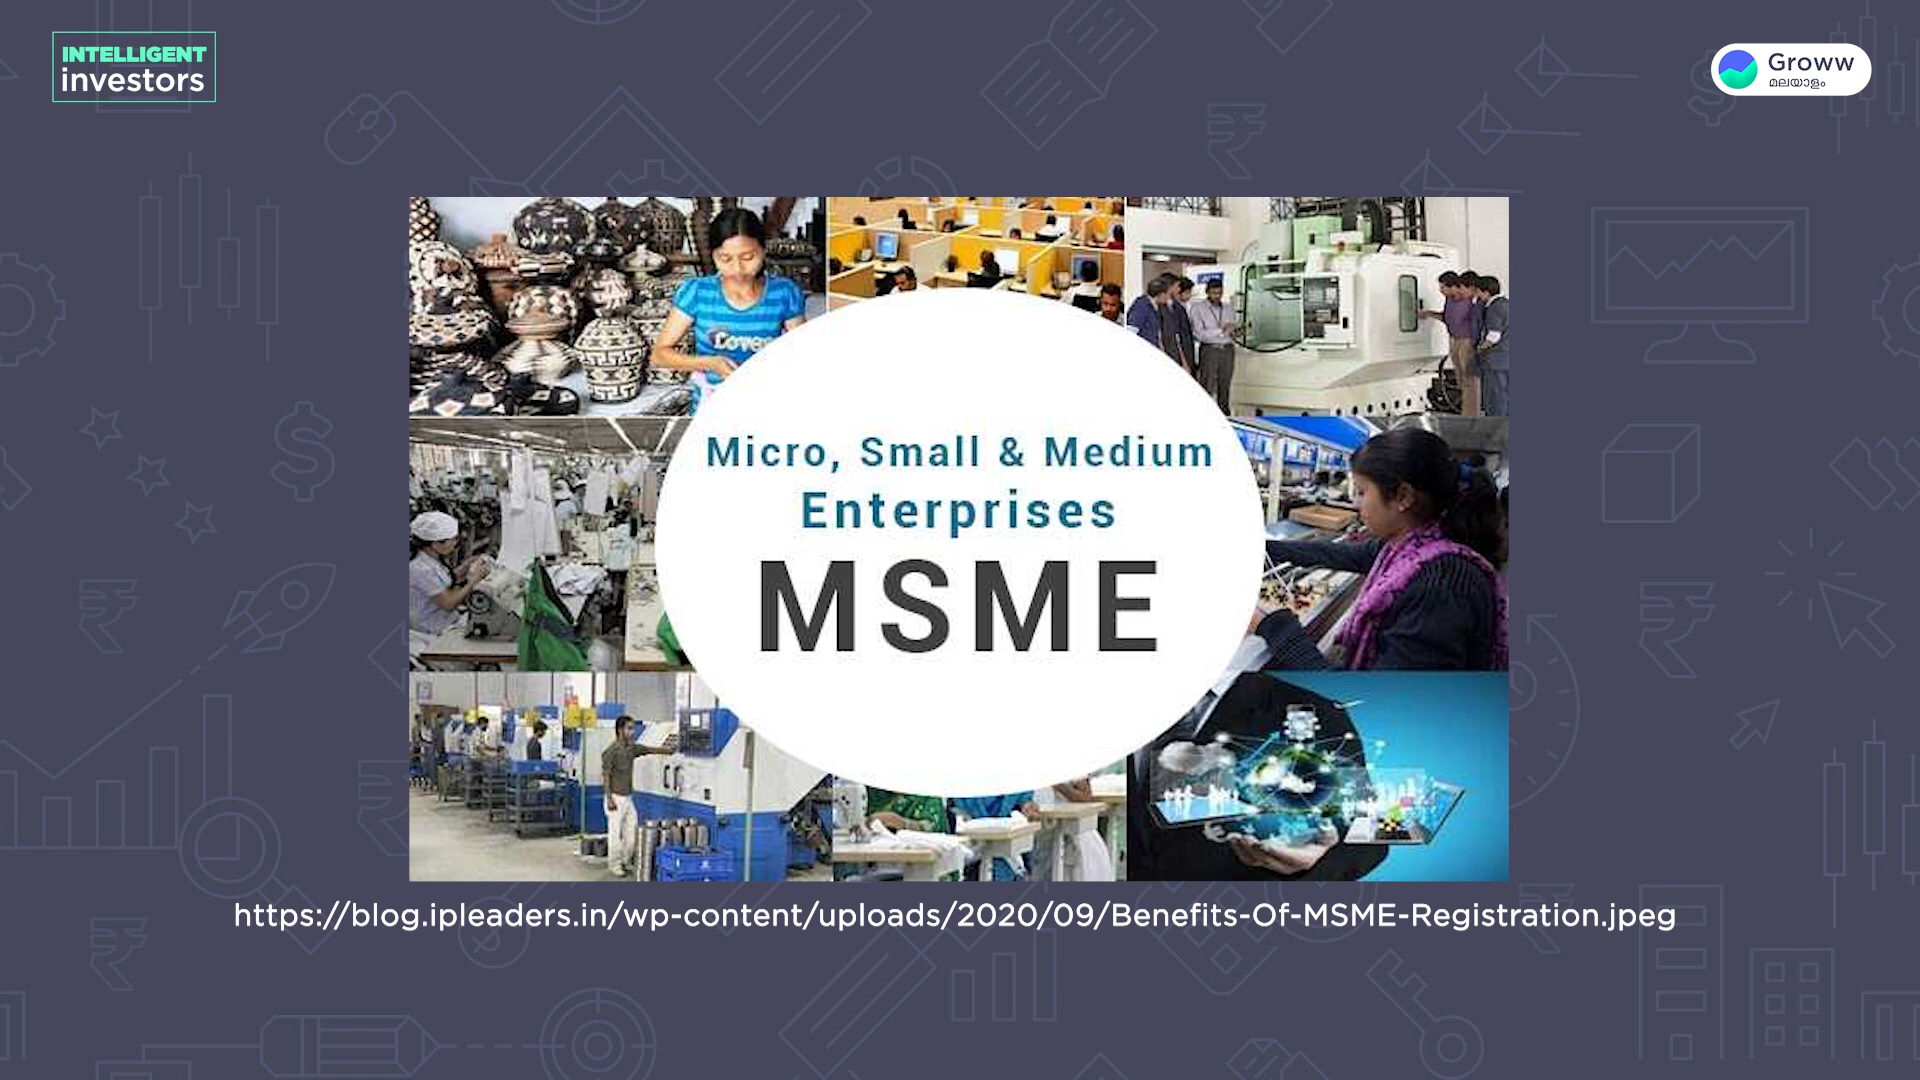 INTELLIGENT
investors
Groww
മലയാളം
Lover
Micro, Small & Medium
Enterprises
MSME
https://blog.ipleaders.in/wp-content/uploads/2020/09/Benefits-Of-MSME-Registration.jpeg